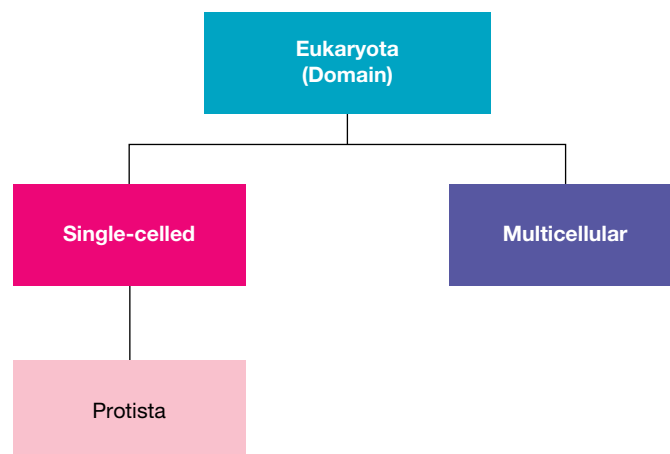 Eukaryota
(Domain)
Single-celled
Multicellular
Protista